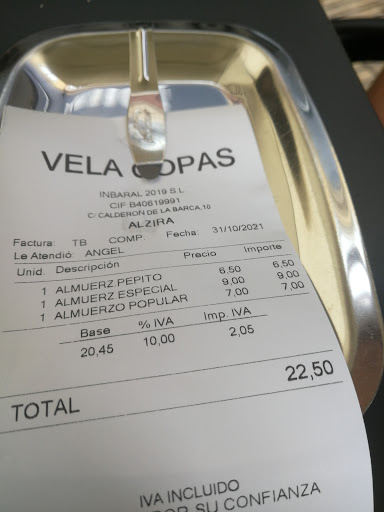 VELA COPAS
INBARAL 2019 S.L
CIF B40619991
C/ CALDERON DE LA BARCA,10
ALZIRA
Factura: TB COMP: Fecha: 31/10/2021
Le Atendió: ANGEL
Unid. Descripción Precio Importe
1 ALMUERZ PEPITO 6,50 6,50
1 ALMUERZ ESPECIAL 9,00 9,00
1 ALMUERZO POPULAR 7,00 7,00
Base % IVA Imp. IVA
20,45 10,00 2,05
TOTAL 22,50
IVA INCLUIDO
POR SU CONFIANZA